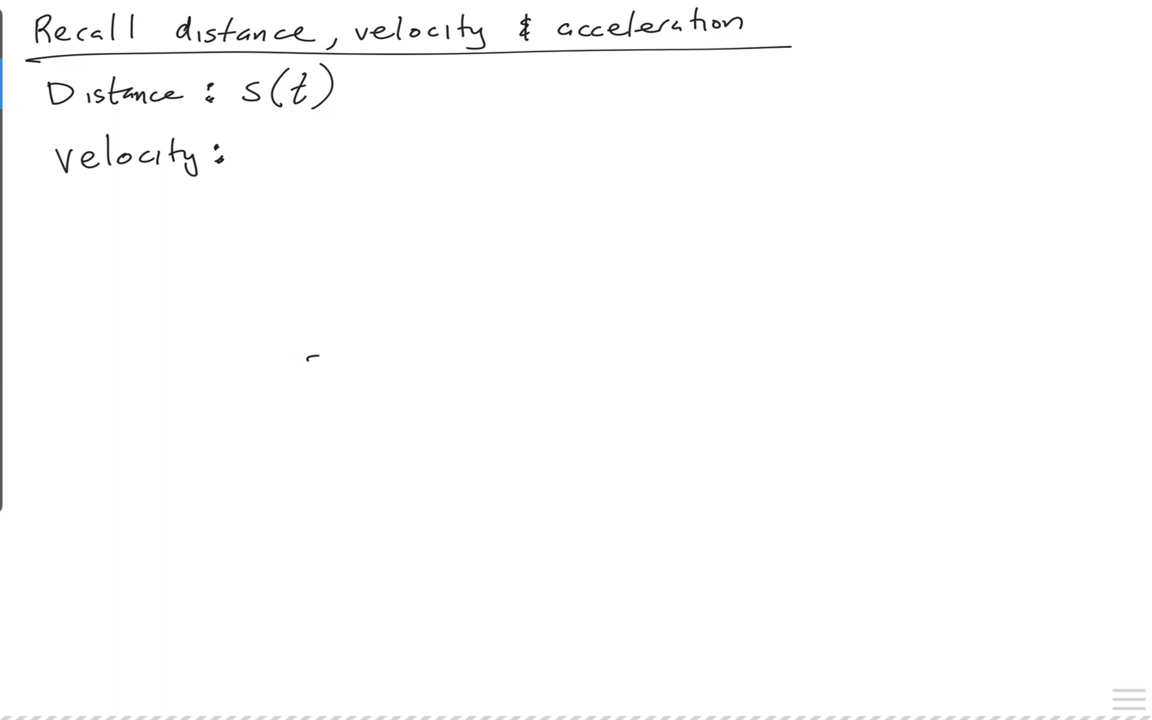 Recall distance, velocity & acceleration
Distance : s(t)
velocity :